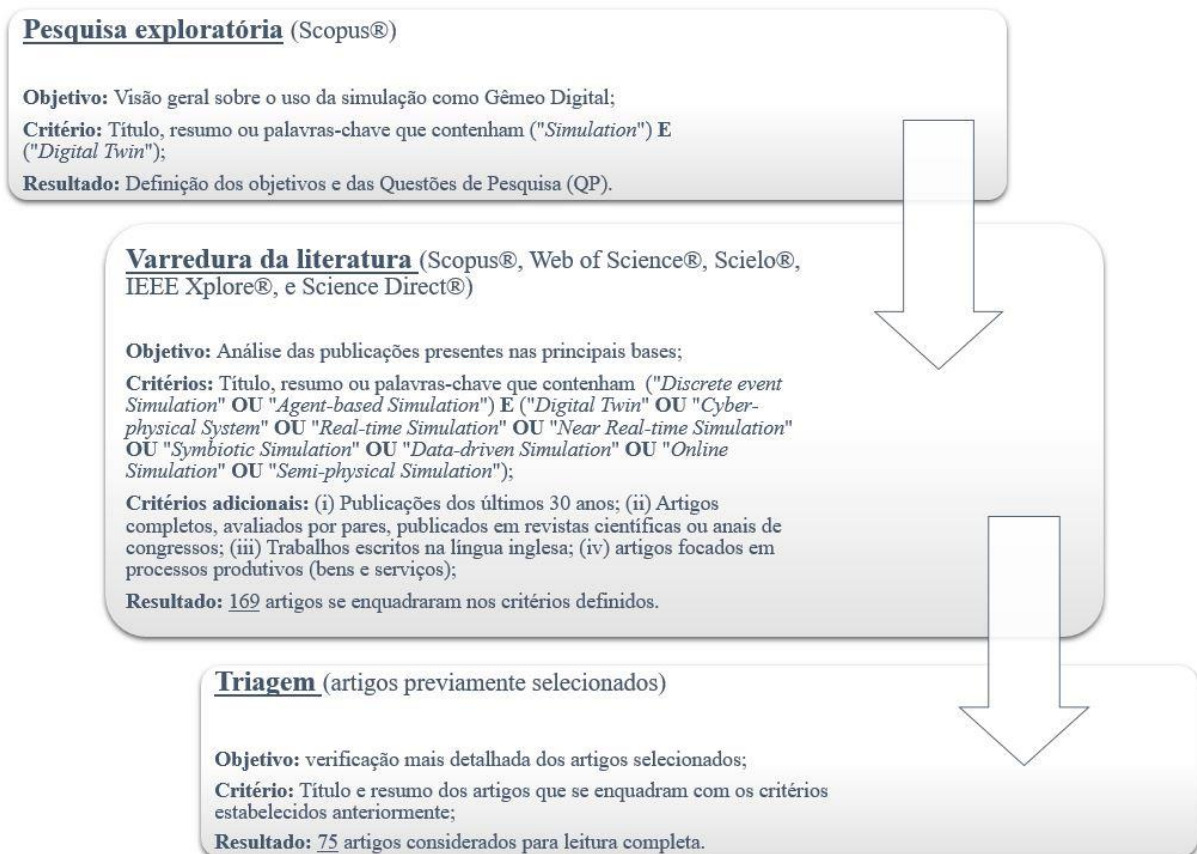 Pesquisa exploratória (Scopus®)
Objetivo: Visão geral sobre o uso da simulação como Gêmeo Digital;
Critério: Título, resumo ou palavras-chave que contenham ("Simulation") E
("Digital Twin");
Resultado: Definição dos objetivos e das Questões de Pesquisa (QP).
Varredura da literatura (Scopus®, Web of Science®, Scielo®,
IEEE Xplore®, e Science Direct®)
Objetivo: Análise das publicações presentes nas principais bases;
Critérios: Título, resumo ou palavras-chave que contenham ("Discrete event
Simulation" OU "Agent-based Simulation") E ("Digital Twin" OU "Cyber-
physical System" OU "Real-time Simulation" OU "Near Real-time Simulation"
OU "Symbiotic Simulation" OU "Data-driven Simulation" OU "Online
Simulation" OU "Semi-physical Simulation");
Critérios adicionais: (i) Publicações dos últimos 30 anos; (ii) Artigos
completos, avaliados por pares, publicados em revistas científicas ou anais de
congressos; (iii) Trabalhos escritos na língua inglesa; (iv) artigos focados em
processos produtivos (bens e serviços);
Resultado: 169 artigos se enquadraram nos critérios definidos.
Triagem (artigos previamente selecionados)
Objetivo: verificação mais detalhada dos artigos selecionados;
Critério: Título e resumo dos artigos que se enquadram com os critérios
estabelecidos anteriormente;
Resultado: 75 artigos considerados para leitura completa.